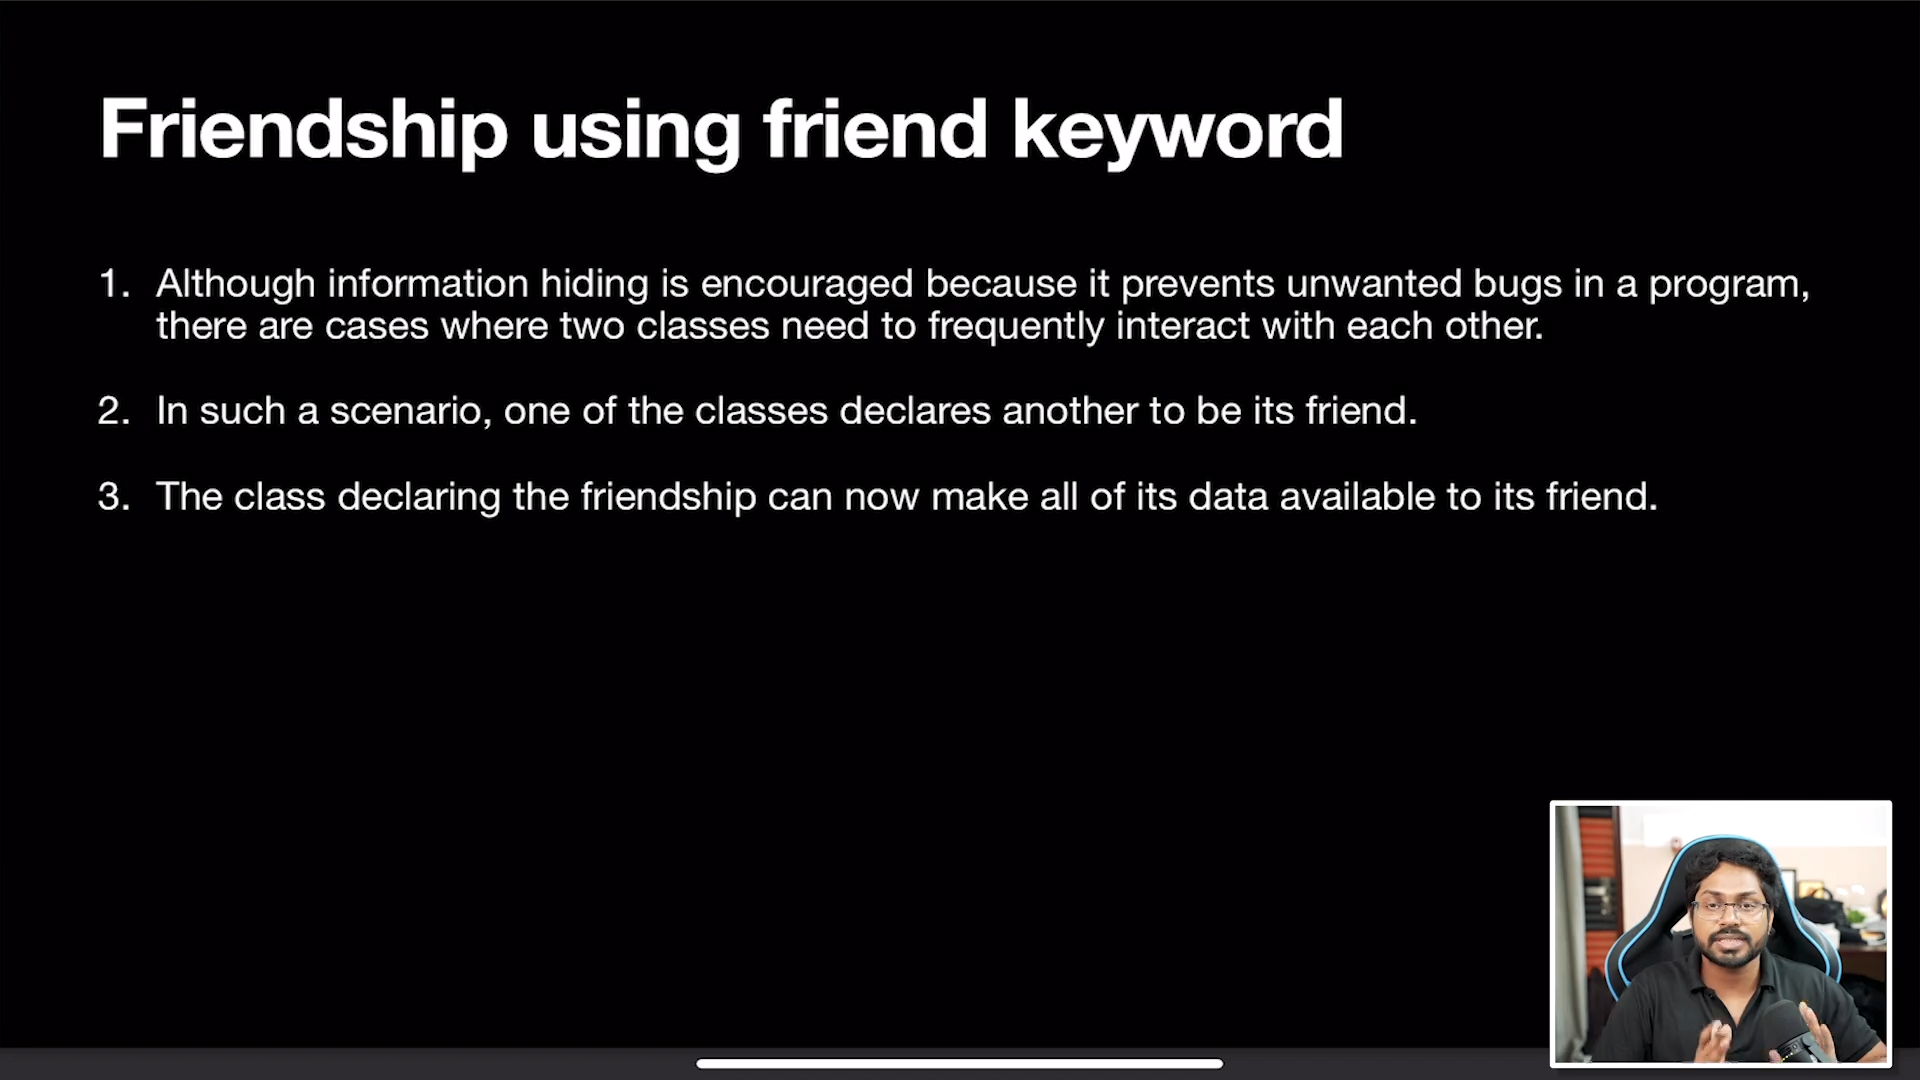 Friendship using friend keyword
1. Although information hiding is encouraged because it prevents unwanted bugs in a program,
there are cases where two classes need to frequently interact with each other.
2. In such a scenario, one of the classes declares another to be its friend.
3. The class declaring the friendship can now make all of its data available to its friend.